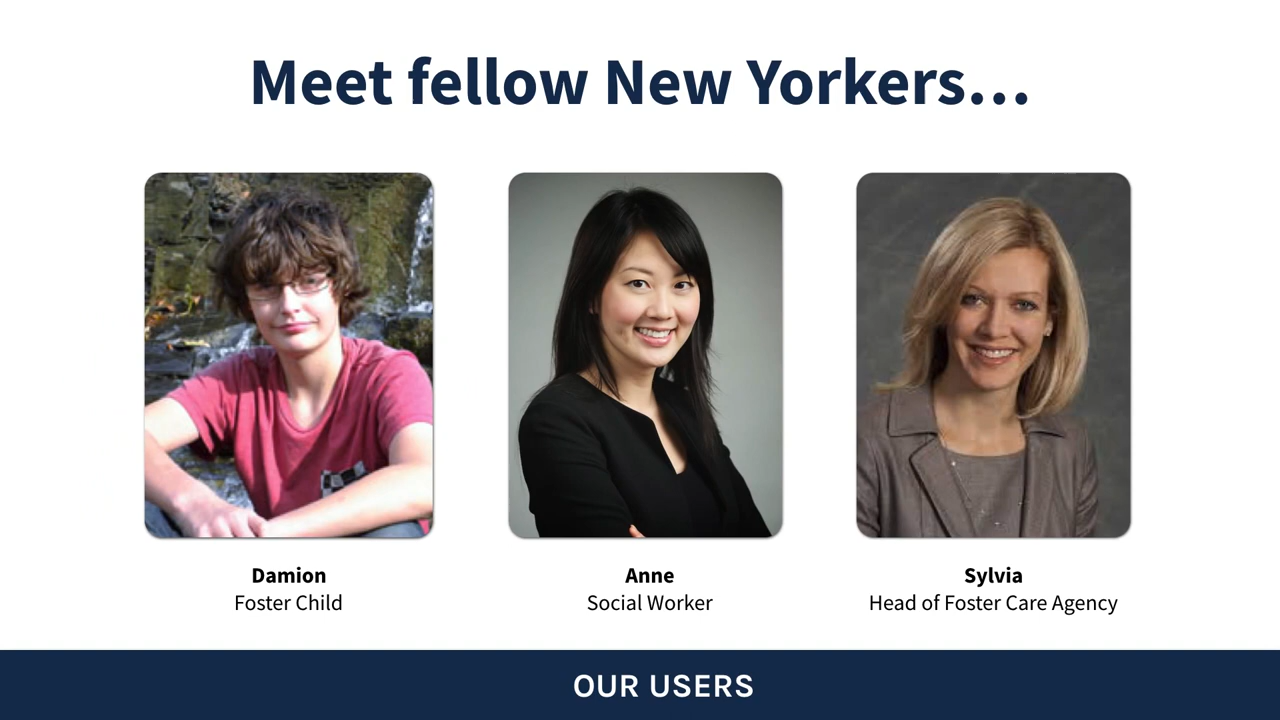 Meet fellow New Yorkers…
Damion
Foster Child
Anne
Social Worker
Sylvia
Head of Foster Care Agency
OUR USERS